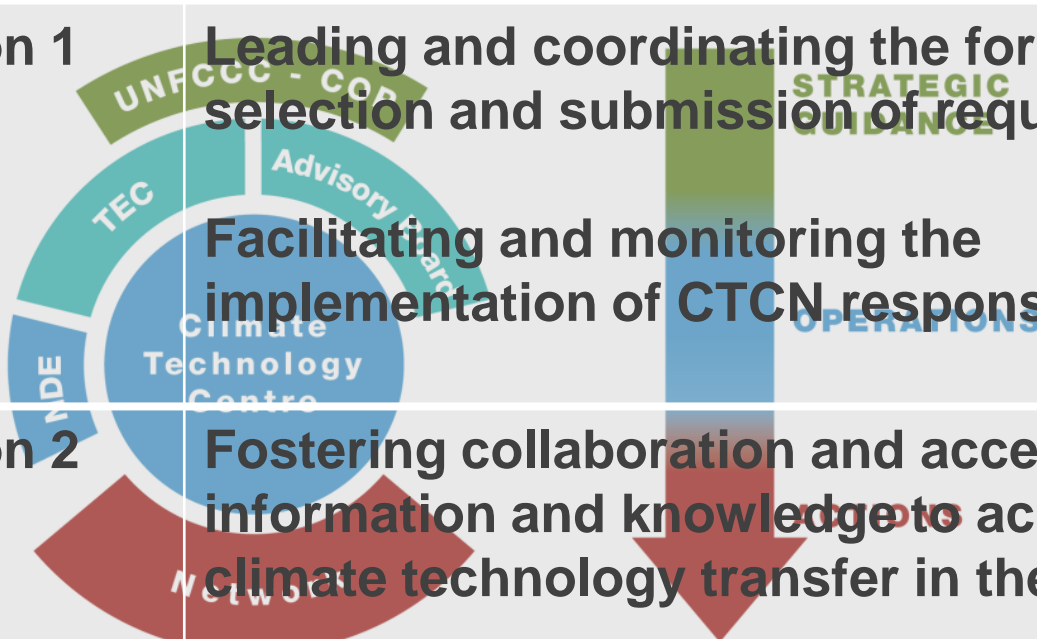 on 1
Leading and coordinating the for
selection and submission of requ
Facilitating and monitoring the
implementation of CTCN respons
on 2
Fostering collaboration and acce
information and knowledge to ac
climate technology transfer in the
UNFCCC - COP
TEC
Advisory Board
NDE
Climate
Technology
Centre
Network
STRATEGIC
GUIDANCE
OPERATIONS
ACTIONS